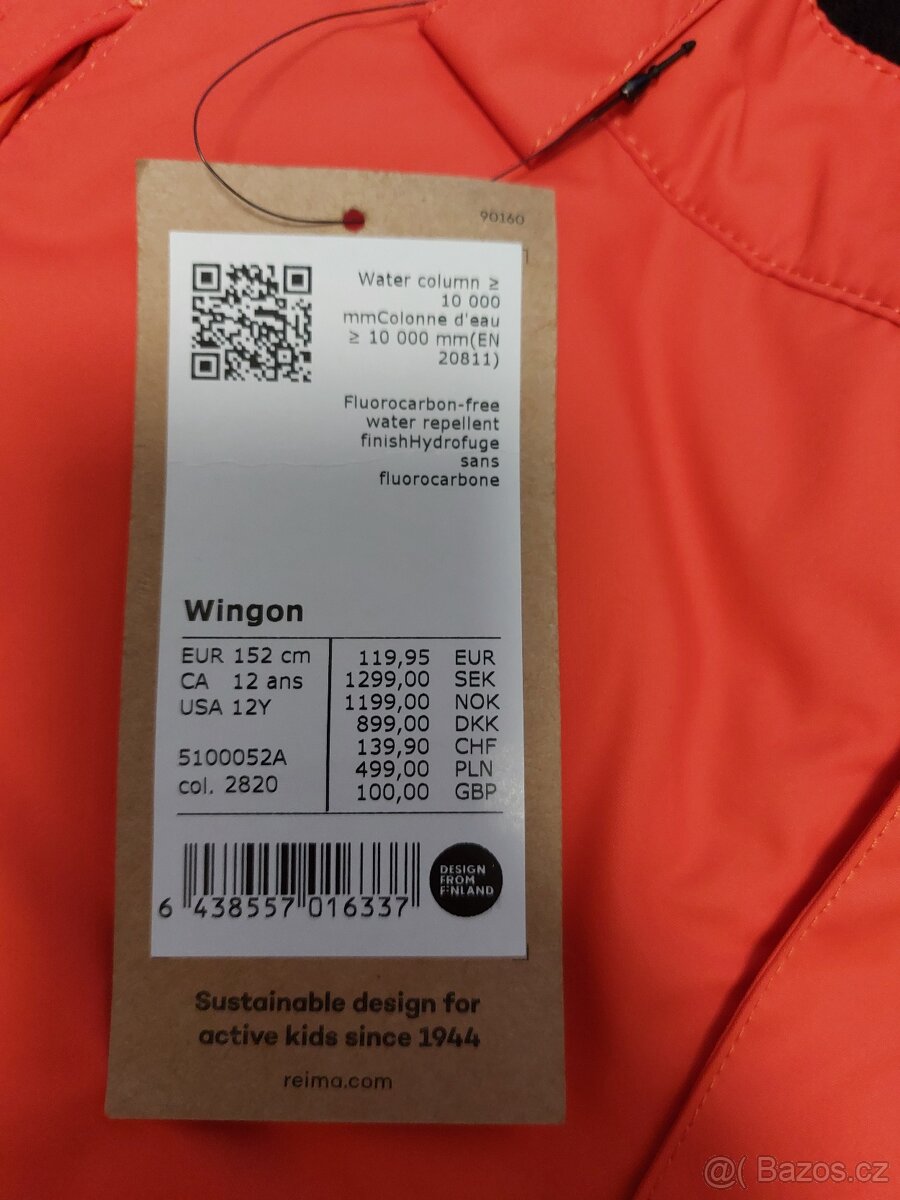 90160
Water column ≥
10 000
mmColonne d'eau
≥ 10 000 mm(EN
20811)
Fluorocarbon-free
water repellent
finishHydrofuge
sans
fluorocarbone
Wingon
EUR 152 cm
CA 12 ans
USA 12Y
5100052A
col. 2820
119,95 EUR
1299,00 SEK
1199,00 NOK
899,00 DKK
139,90 CHF
499,00 PLN
100,00 GBP
6 438557 016337
DESIGN
FROM
FINLAND
Sustainable design for
active kids since 1944
reima.com
@( Bazos.cz